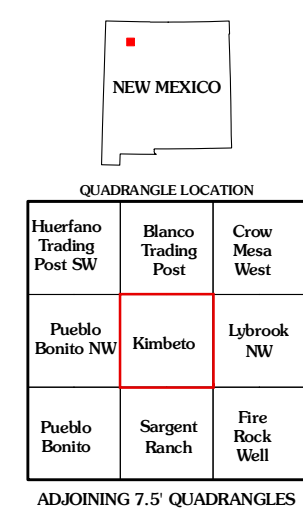 NEW MEXICO
QUADRANGLE LOCATION
Huerfano
Trading
Post SW
Blanco
Trading
Post
Crow
Mesa
West
Pueblo
Bonito NW
Kimbeto
Lybrook
NW
Pueblo
Bonito
Sargent
Ranch
Fire
Rock
Well
ADJOINING 7.5' QUADRANGLES